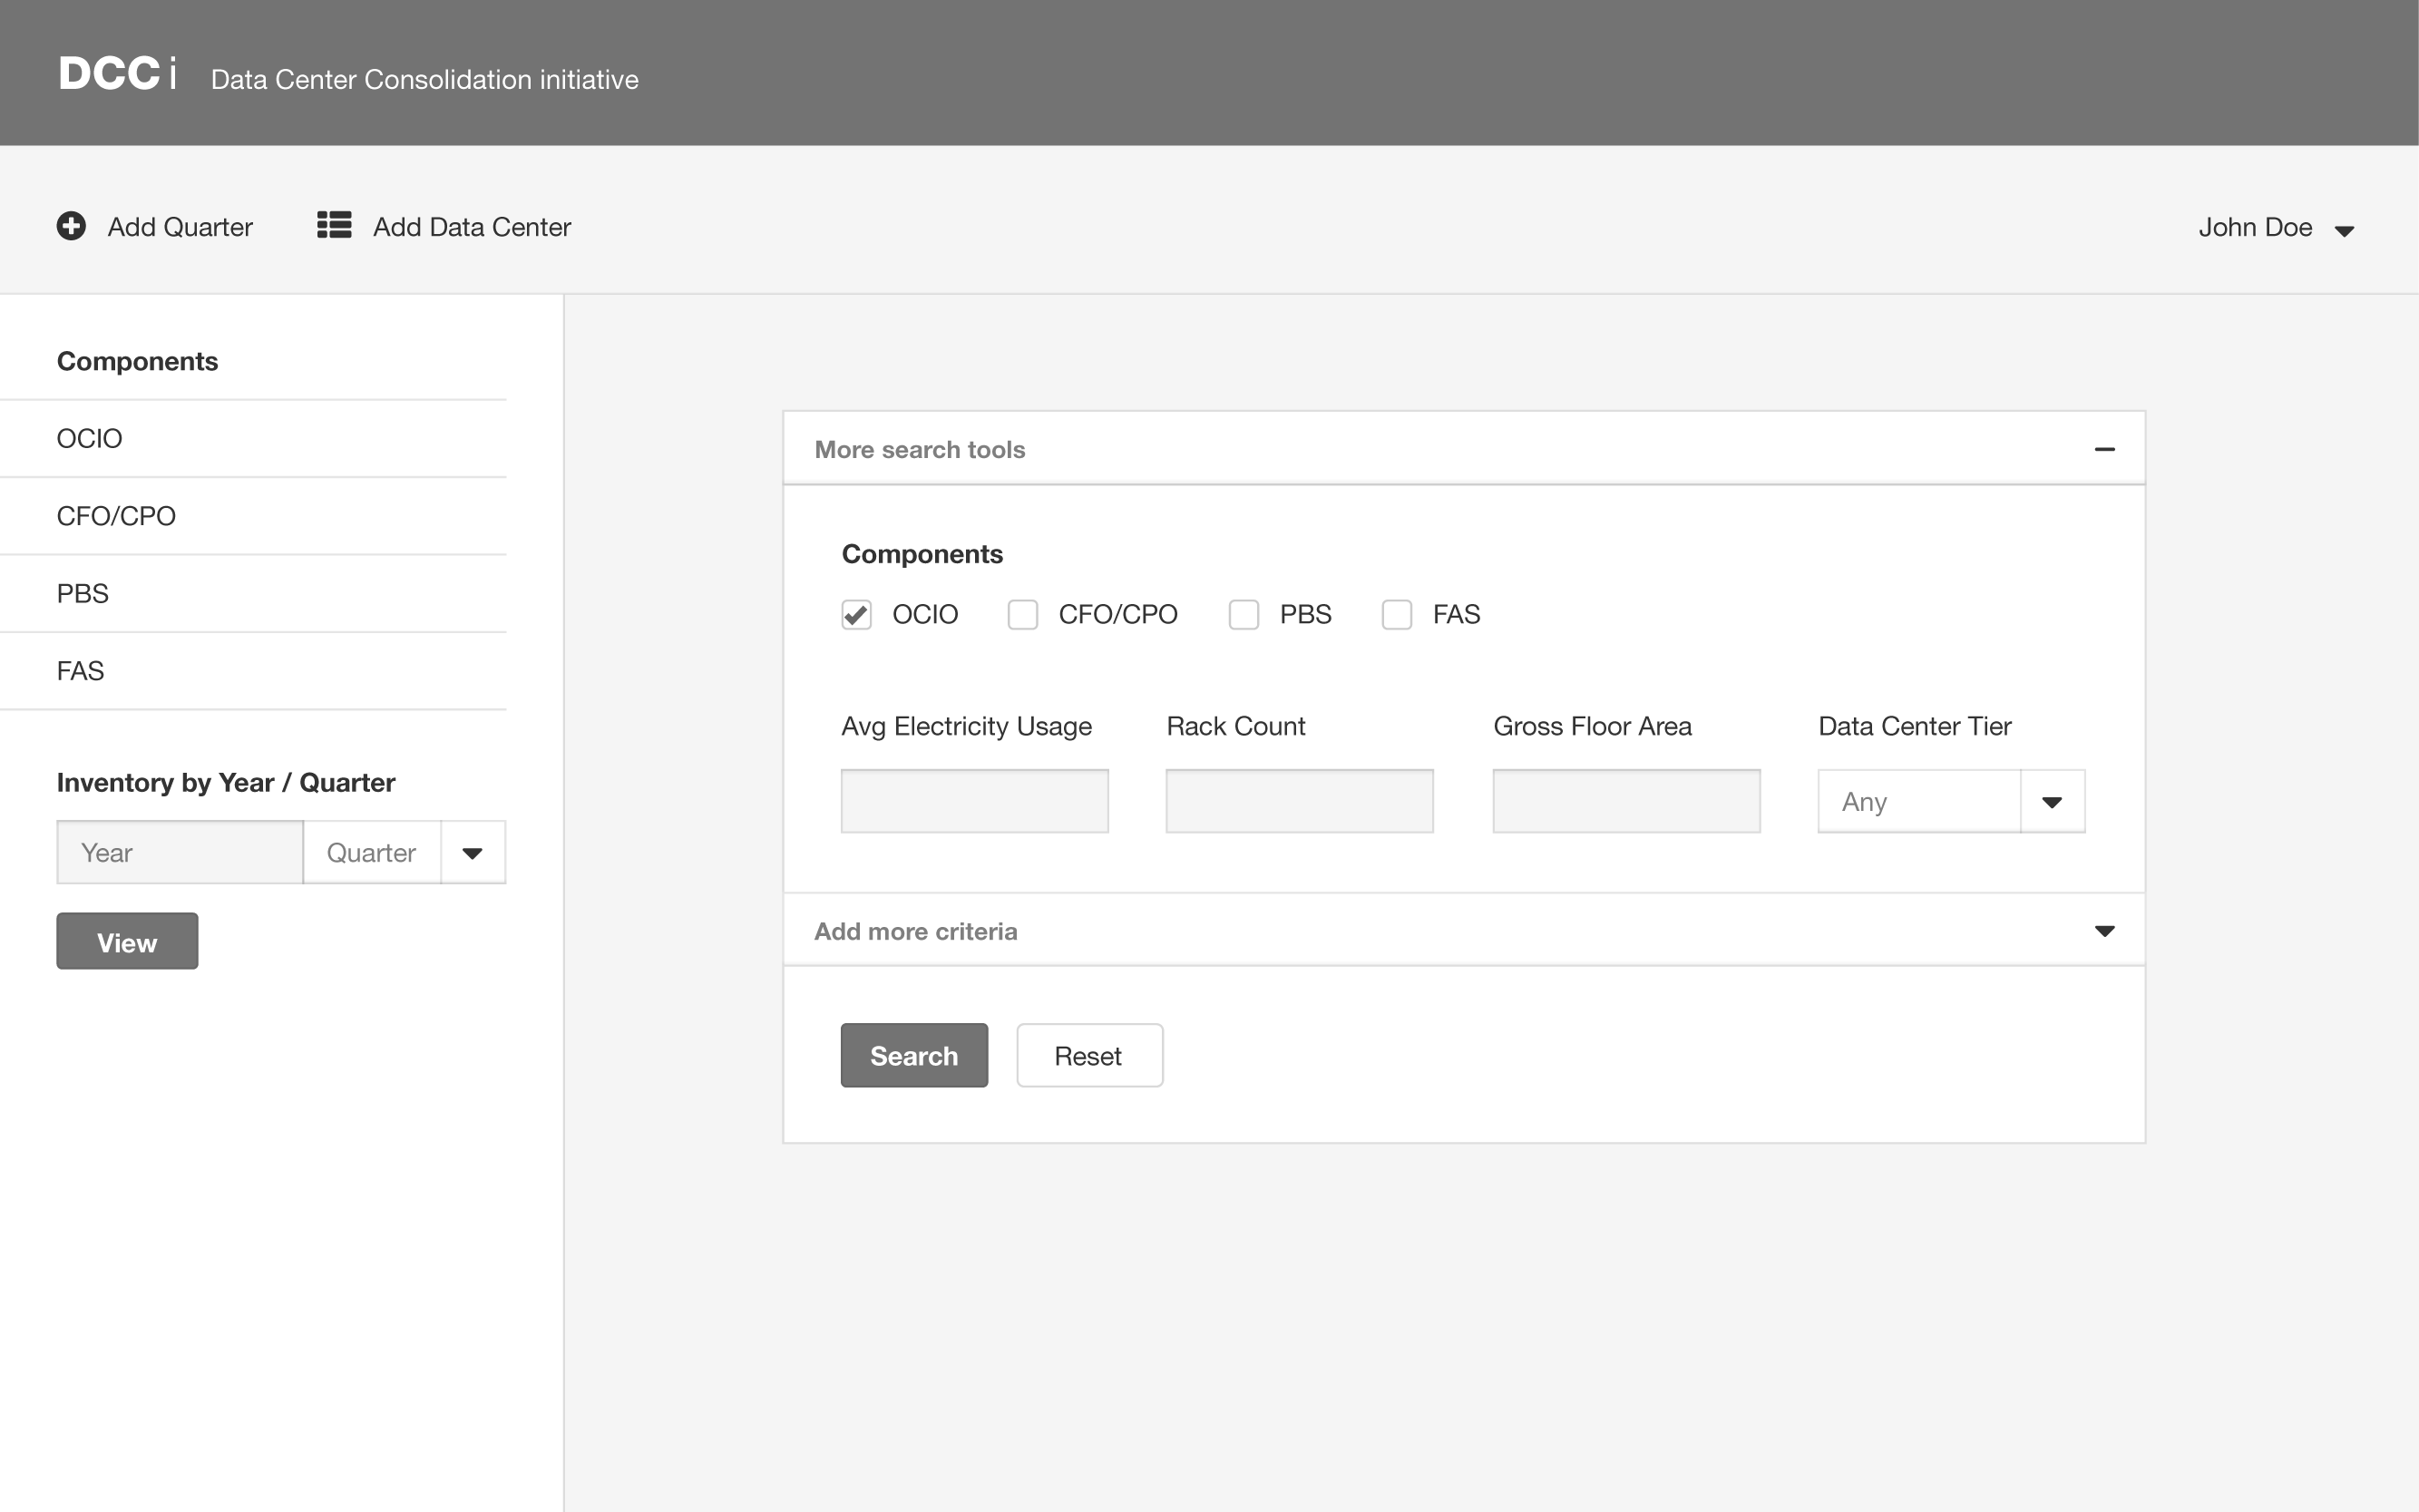 DCC i Data Center Consolidation initiative
Add Quarter Add Data Center John Doe
Components
OCIO
CFO/CPO
PBS
FAS
Inventory by Year / Quarter
Year Quarter
View
More search tools
Components
OCIO CFO/CPO PBS FAS
Avg Electricity Usage Rack Count Gross Floor Area Data Center Tier
Any
Add more criteria
Search Reset